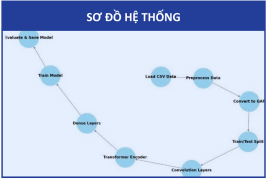 SƠ ĐỒ HỆ THỐNG
Evaluate & Save Model
Train Model
Load CSV Data
Preprocess Data
Convert to GAF
Dense Layers
Train/Test Split
Transformer Encoder
Convolution Layers